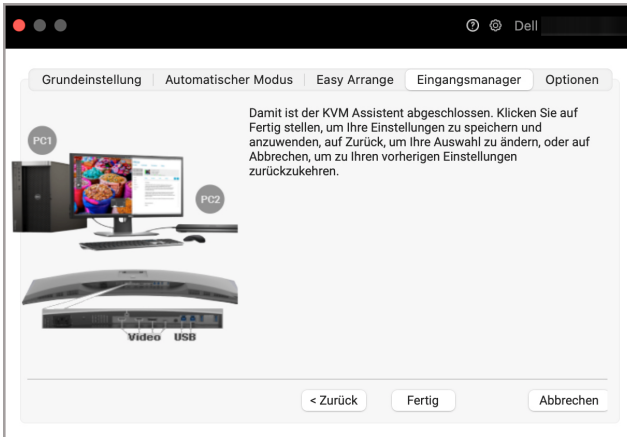 Dell
Grundeinstellung Automatischer Modus Easy Arrange Eingangsmanager Optionen
Damit ist der KVM Assistent abgeschlossen. Klicken Sie auf
Fertig stellen, um Ihre Einstellungen zu speichern und
anzuwenden, auf Zurück, um Ihre Auswahl zu ändern, oder auf
Abbrechen, um zu Ihren vorherigen Einstellungen
zurückzukehren.
PC1
PC2
Video USB
< Zurück Fertig Abbrechen